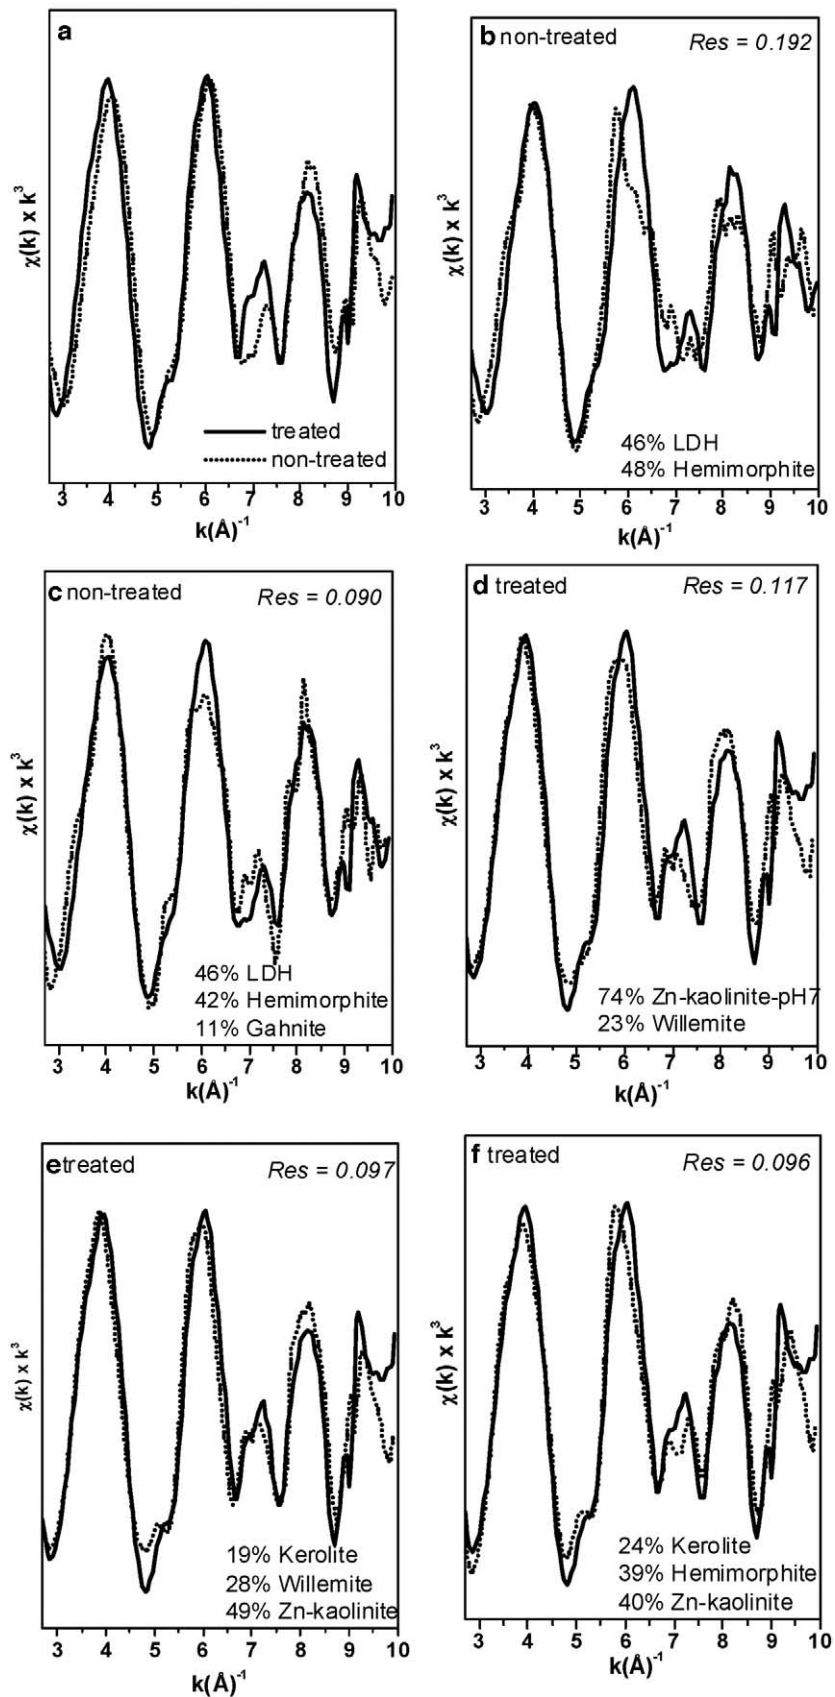 a
χ(k) x k³
treated
non-treated
3 4 5 6 7 8 9 10
k(Å)⁻¹
b non-treated
Res = 0.192
χ(k) x k³
46% LDH
48% Hemimorphite
3 4 5 6 7 8 9 10
k(Å)⁻¹
c non-treated
Res = 0.090
χ(k) x k³
46% LDH
42% Hemimorphite
11% Gahnite
3 4 5 6 7 8 9 10
k(Å)⁻¹
d treated
Res = 0.117
χ(k) x k³
74% Zn-kaolinite-pH7
23% Willemite
3 4 5 6 7 8 9 10
k(Å)⁻¹
e treated
Res = 0.097
χ(k) x k³
19% Kerolite
28% Willemite
49% Zn-kaolinite
3 4 5 6 7 8 9 10
k(Å)⁻¹
f treated
Res = 0.096
χ(k) x k³
24% Kerolite
39% Hemimorphite
40% Zn-kaolinite
3 4 5 6 7 8 9 10
k(Å)⁻¹